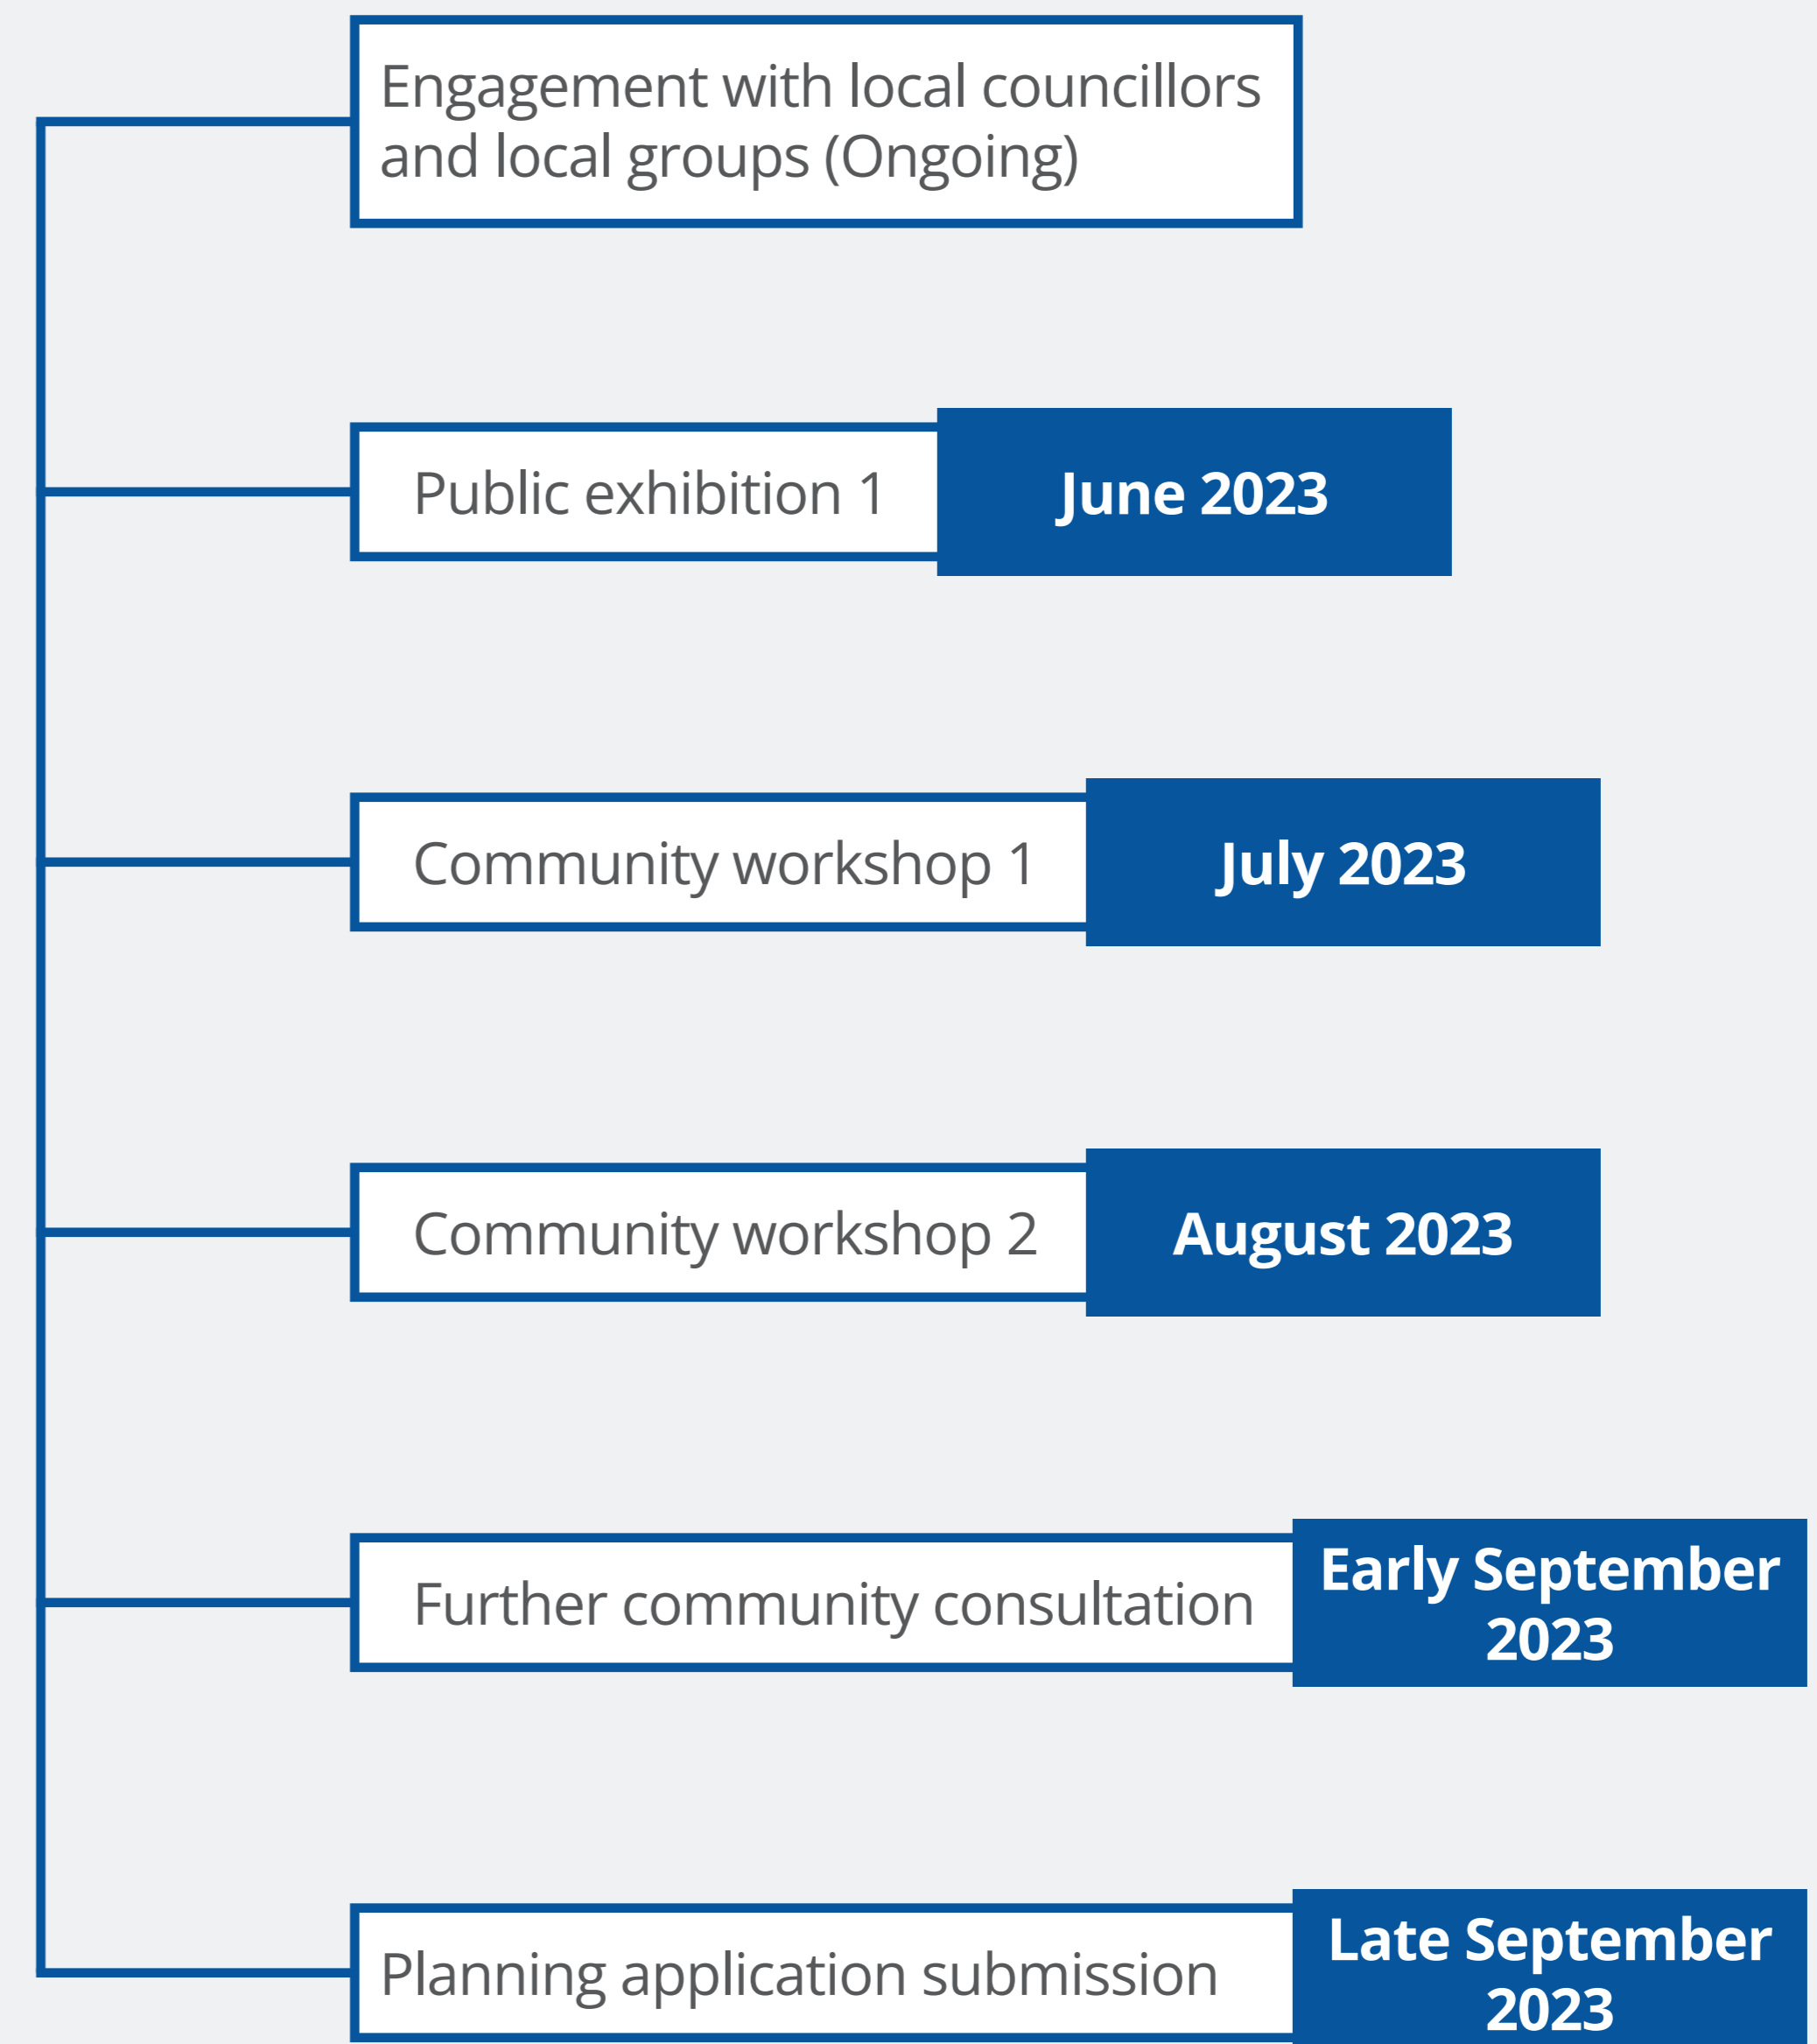 Engagement with local councillors
and local groups (Ongoing)
Public exhibition 1
June 2023
Community workshop 1
July 2023
Community workshop 2
August 2023
Further community consultation
Early September
2023
Planning application submission
Late September
2023